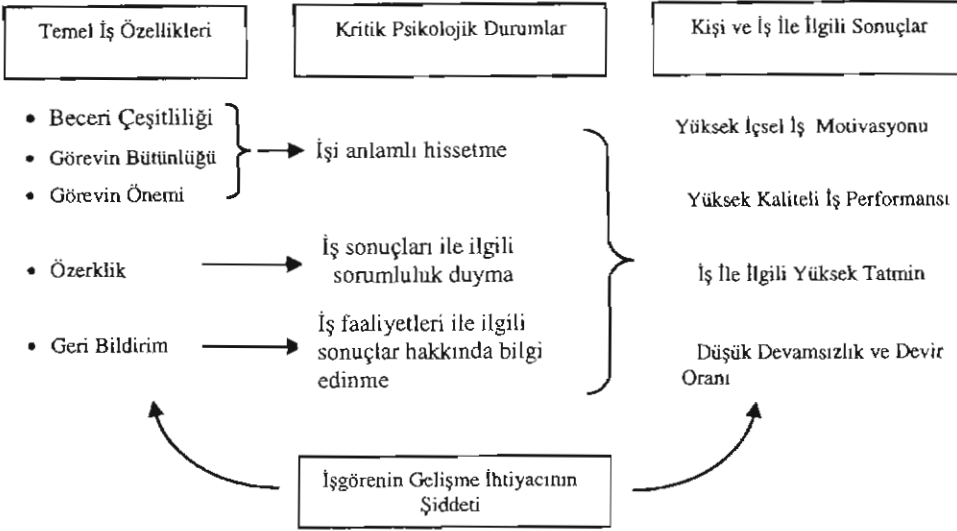 Temel İş Özellikleri
Kritik Psikolojik Durumlar
Kişi ve İş İle İlgili Sonuçlar
• Beceri Çeşitliliği
• Görevin Bütünlüğü
• Görevin Önemi
İşi anlamlı hissetme
• Özerklik
İş sonuçları ile ilgili
sorumluluk duyma
• Geri Bildirim
İş faaliyetleri ile ilgili
sonuçlar hakkında bilgi
edinme
Yüksek İçsel İş Motivasyonu
Yüksek Kaliteli İş Performansı
İş İle İlgili Yüksek Tatmin
Düşük Devamsızlık ve Devir
Oranı
İşgörenin Gelişme İhtiyacının
Şiddeti